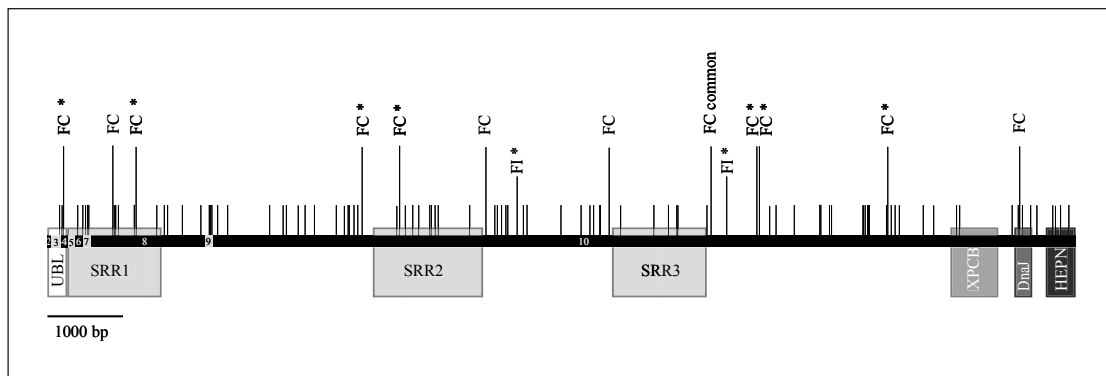 FC *
FC
FC *
FC *
FC *
FC
FI *
FC
FC common
FI *
FC *
FC *
FC *
FC
2 3 4 5 6 7 8 9 10
UBL
SRR1
SRR2
SRR3
XPCB
DnaJ
HEPN
1000 bp